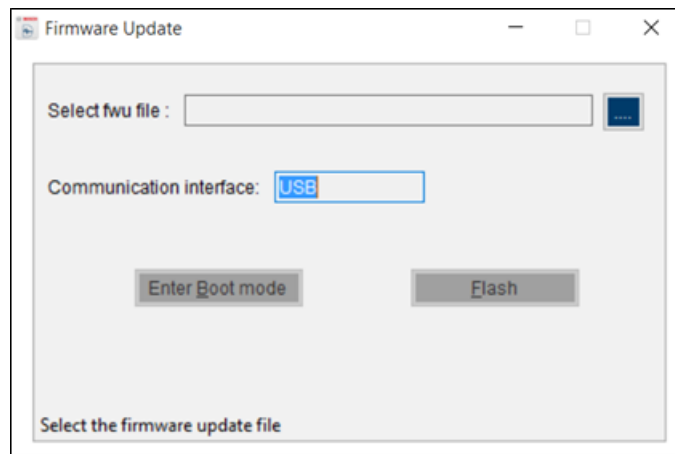 Firmware Update
Select fwu file :
....
Communication interface: USB
Enter Boot mode Flash
Select the firmware update file